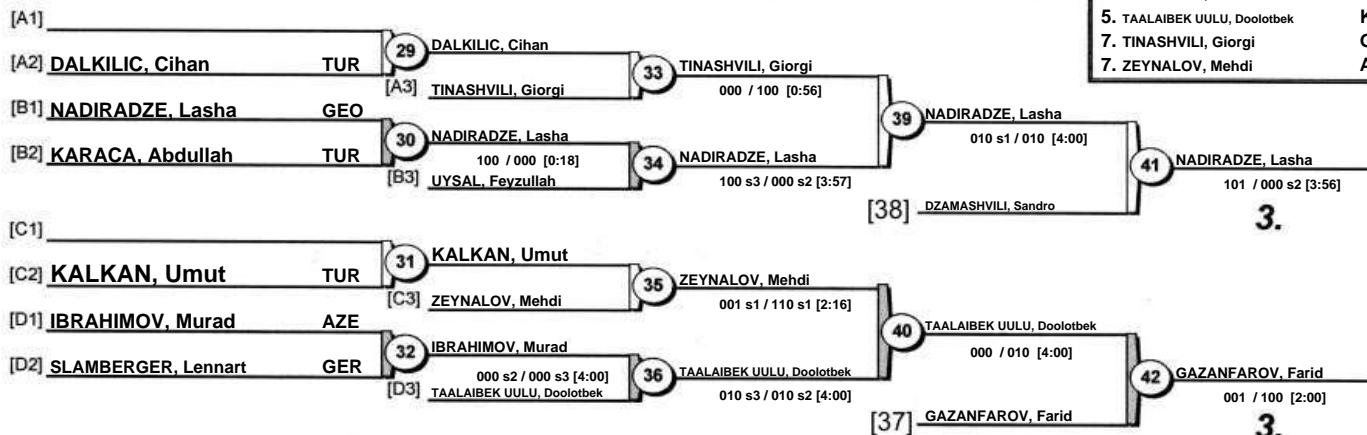 5. TAALAIBEK UULU, Doolotbek
7. TINASHVILI, Giorgi
7. ZEYNALOV, Mehdi
[A1]
[A2] DALKILIC, Cihan TUR
29
DALKILIC, Cihan
[A3] TINASHVILI, Giorgi
33
TINASHVILI, Giorgi
000 / 100 [0:56]
[B1] NADIRADZE, Lasha GEO
[B2] KARACA, Abdullah TUR
30
NADIRADZE, Lasha
100 / 000 [0:18]
[B3] UYSAL, Feyzullah
34
NADIRADZE, Lasha
100 s3 / 000 s2 [3:57]
39
NADIRADZE, Lasha
010 s1 / 010 [4:00]
[38] DZAMASHVILI, Sandro
41
NADIRADZE, Lasha
101 / 000 s2 [3:56]
3.
[C1]
[C2] KALKAN, Umut TUR
31
KALKAN, Umut
[C3] ZEYNALOV, Mehdi
35
ZEYNALOV, Mehdi
001 s1 / 110 s1 [2:16]
[D1] IBRAHIMOV, Murad AZE
[D2] SLAMBERGER, Lennart GER
32
IBRAHIMOV, Murad
000 s2 / 000 s3 [4:00]
[D3] TAALAIBEK UULU, Doolotbek
36
TAALAIBEK UULU, Doolotbek
010 s3 / 010 s2 [4:00]
40
TAALAIBEK UULU, Doolotbek
000 / 010 [4:00]
[37] GAZANFAROV, Farid
42
GAZANFAROV, Farid
001 / 100 [2:00]
3.